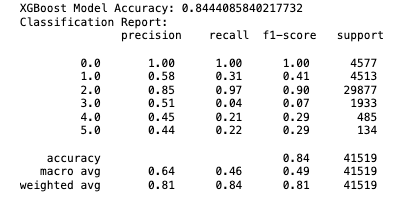 XGBoost Model Accuracy: 0.8444085840217732
Classification Report:
precision recall f1-score support
0.0 1.00 1.00 1.00 4577
1.0 0.58 0.31 0.41 4513
2.0 0.85 0.97 0.90 29877
3.0 0.51 0.04 0.07 1933
4.0 0.45 0.21 0.29 485
5.0 0.44 0.22 0.29 134
accuracy 0.84 41519
macro avg 0.64 0.46 0.49 41519
weighted avg 0.81 0.84 0.81 41519